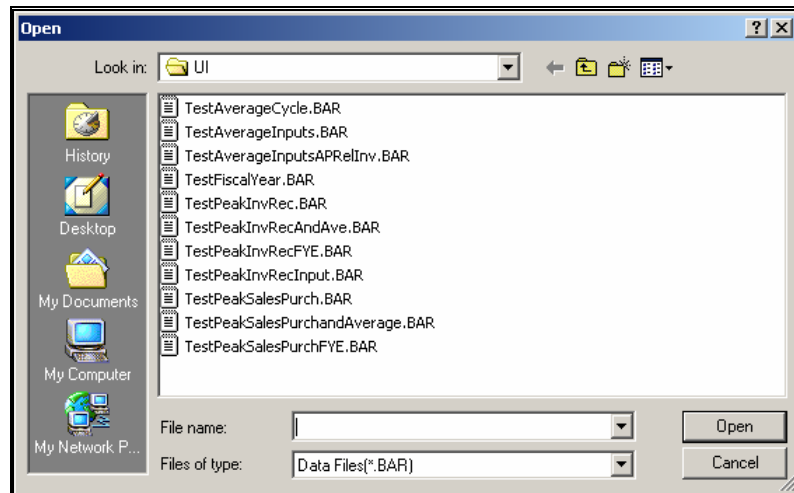 Open
Look in:
UI
History
Desktop
My Documents
My Computer
My Network P...
TestAverageCycle.BAR
TestAverageInputs.BAR
TestAverageInputsAPRelInv.BAR
TestFiscalYear.BAR
TestPeakInvRec.BAR
TestPeakInvRecAndAve.BAR
TestPeakInvRecFYE.BAR
TestPeakInvRecInput.BAR
TestPeakSalesPurch.BAR
TestPeakSalesPurchandAverage.BAR
TestPeakSalesPurchFYE.BAR
File name:
Open
Files of type:
Data Files(*.BAR)
Cancel